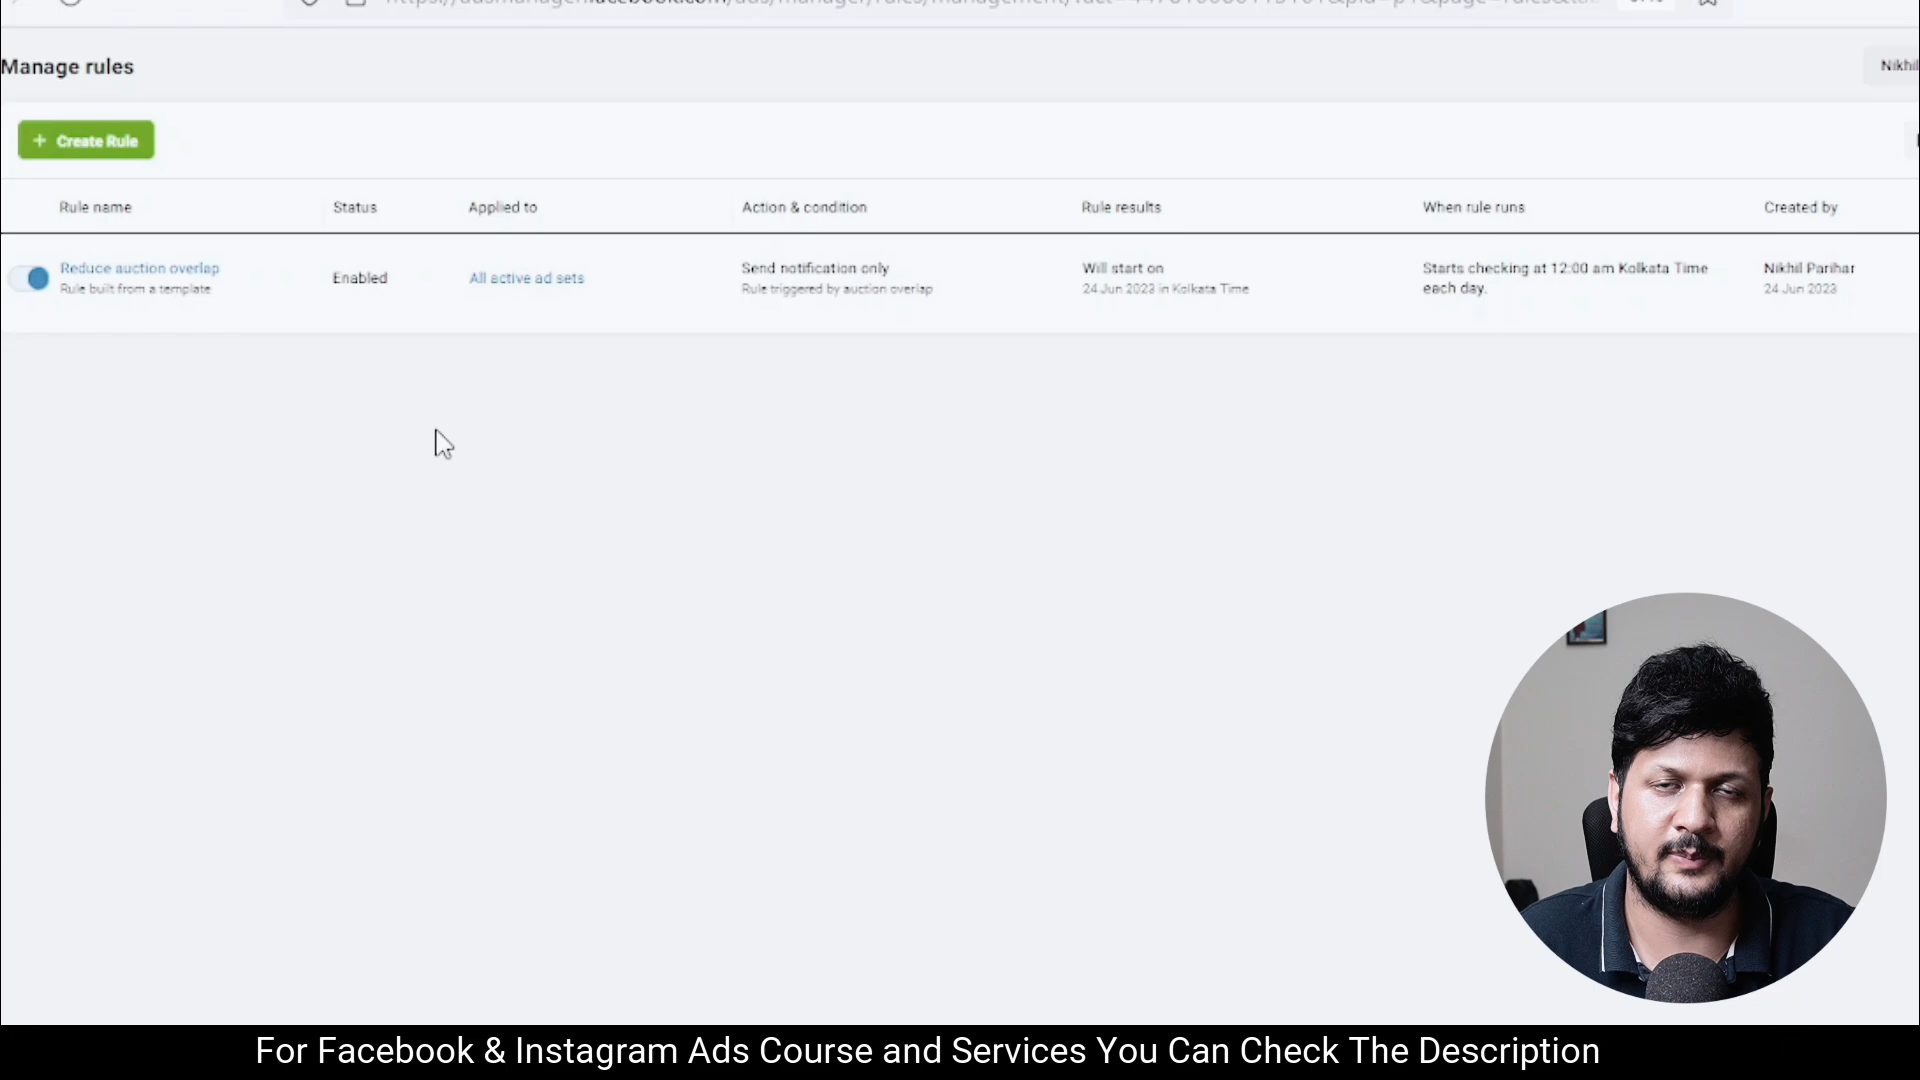 Manage rules
Nikhil
+ Create Rule
Rule name
Status
Applied to
Action & condition
Rule results
When rule runs
Created by
Reduce auction overlap
Rule built from a template
Enabled
All active ad sets
Send notification only
Rule triggered by auction overlap
Will start on
24 Jun 2023 in Kolkata Time
Starts checking at 12:00 am Kolkata Time
each day.
Nikhil Parihar
24 Jun 2023
For Facebook & Instagram Ads Course and Services You Can Check The Description